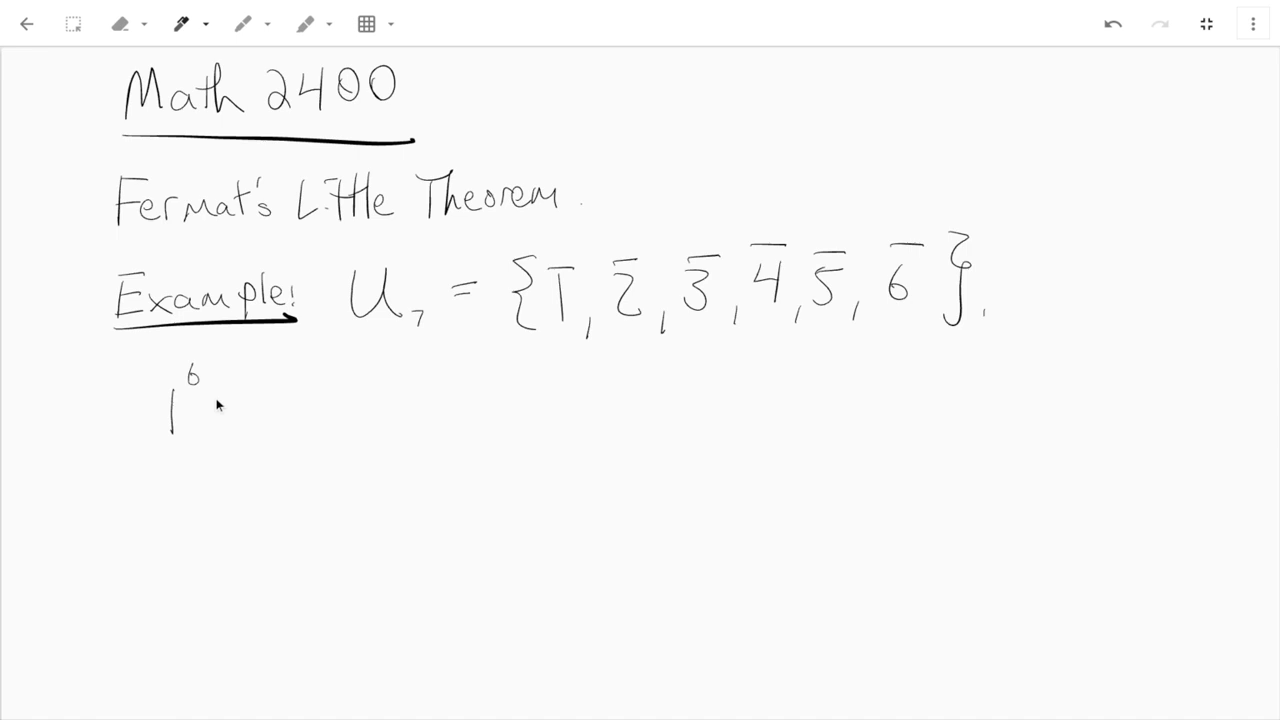 Math 2400
Fermat's Little Theorem.
Example: U₇ = {1̅, 2̅, 3̅, 4̅, 5̅, 6̅}.
1⁶